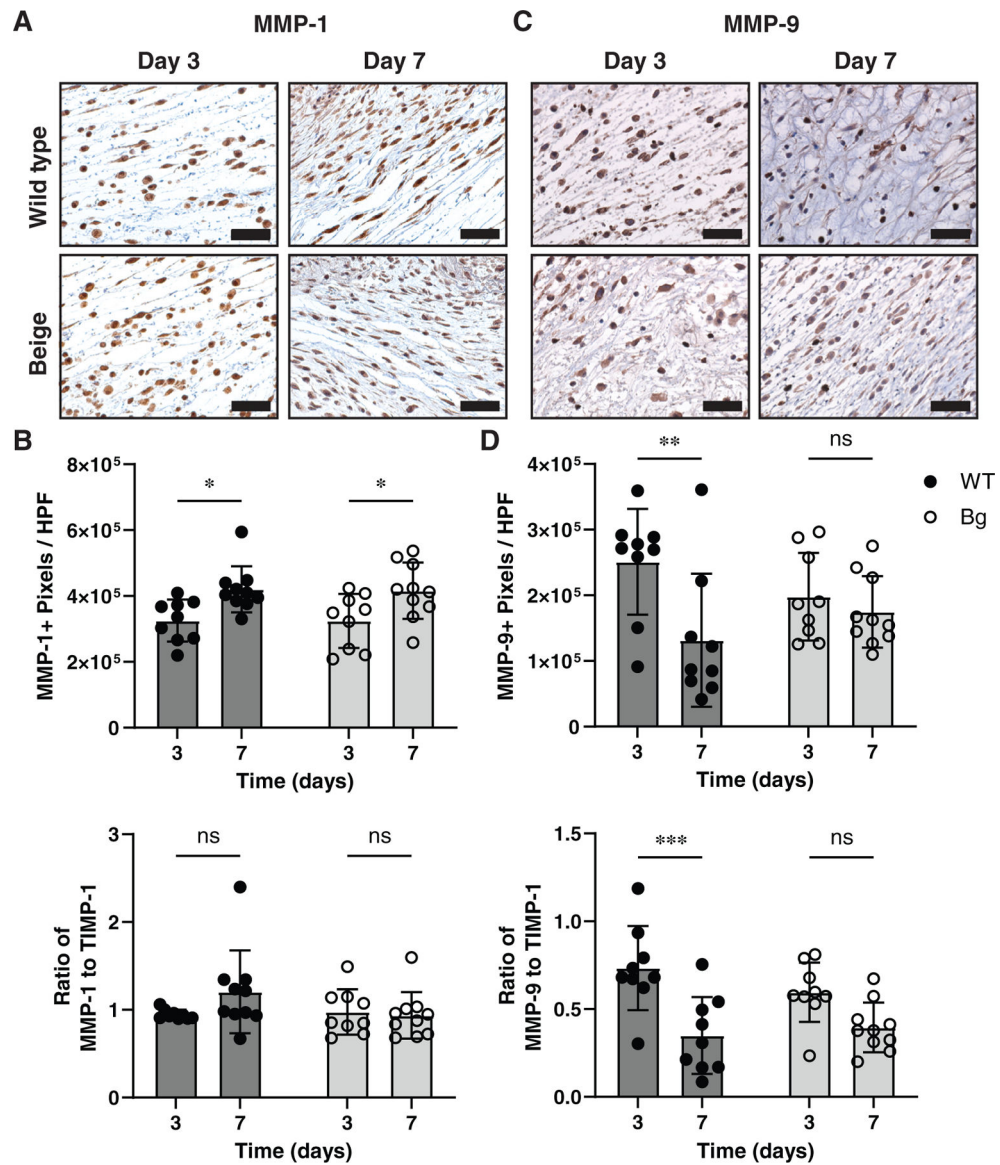 A
MMP-1
Day 3
Day 7
Wild type
Beige
C
MMP-9
Day 3
Day 7
B
MMP-1+ Pixels / HPF
8×10⁵
6×10⁵
4×10⁵
2×10⁵
0
*
*
3
7
3
7
Time (days)
D
MMP-9+ Pixels / HPF
4×10⁵
3×10⁵
2×10⁵
1×10⁵
0
**
ns
3
7
3
7
Time (days)
WT
Bg
Ratio of
MMP-1 to TIMP-1
3
2
1
0
ns
ns
3
7
3
7
Time (days)
Ratio of
MMP-9 to TIMP-1
1.5
1.0
0.5
0.0
***
ns
3
7
3
7
Time (days)